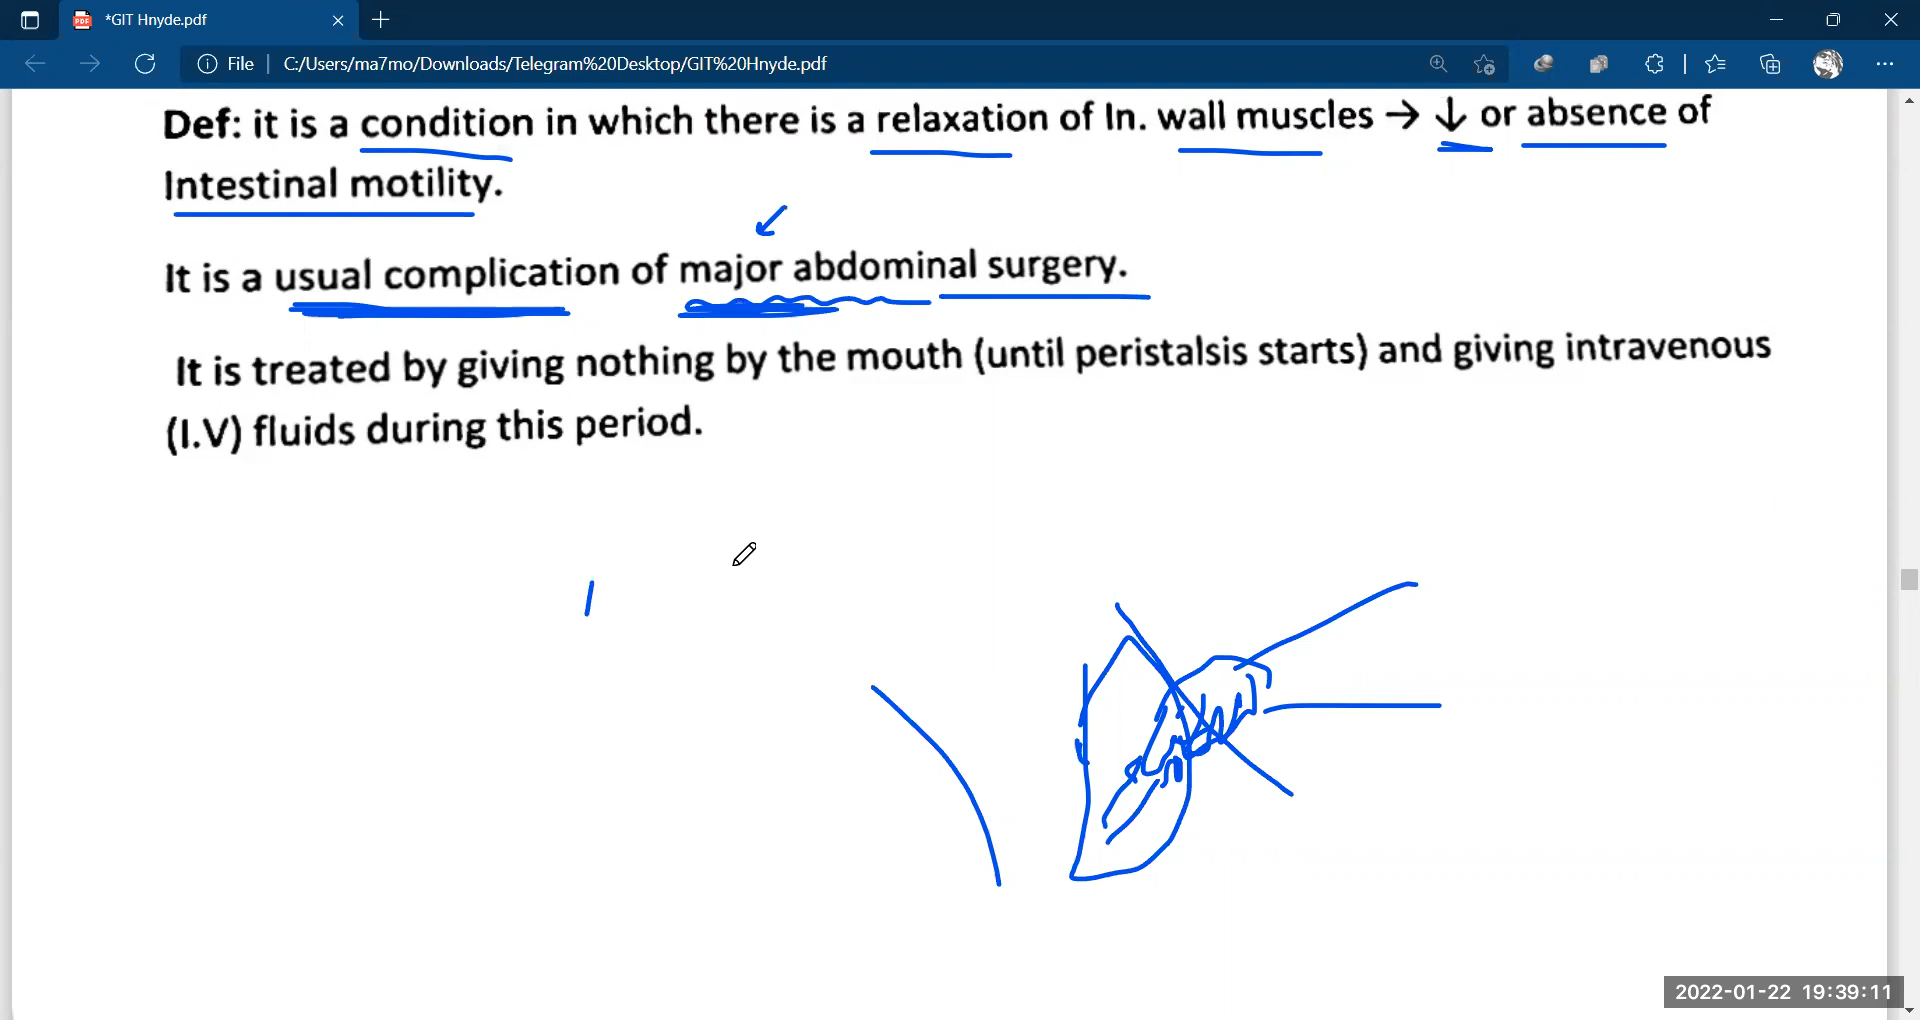 *GIT Hnyde.pdf
File
C:/Users/ma7mo/Downloads/Telegram%20Desktop/GIT%20Hnyde.pdf
Def: it is a condition in which there is a relaxation of In. wall muscles → ↓ or absence of
Intestinal motility.
It is a usual complication of major abdominal surgery.
It is treated by giving nothing by the mouth (until peristalsis starts) and giving intravenous
(I.V) fluids during this period.
2022-01-22 19:39:11